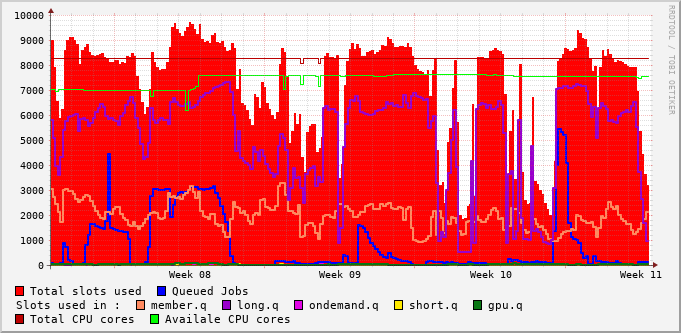 10000
9000
8000
7000
6000
5000
4000
3000
2000
1000
0
Week 08 Week 09 Week 10 Week 11
RRDTOOL / TOBI OETIKER
Total slots used Queued Jobs
Slots used in : member.q long.q ondemand.q short.q gpu.q
Total CPU cores Availale CPU cores